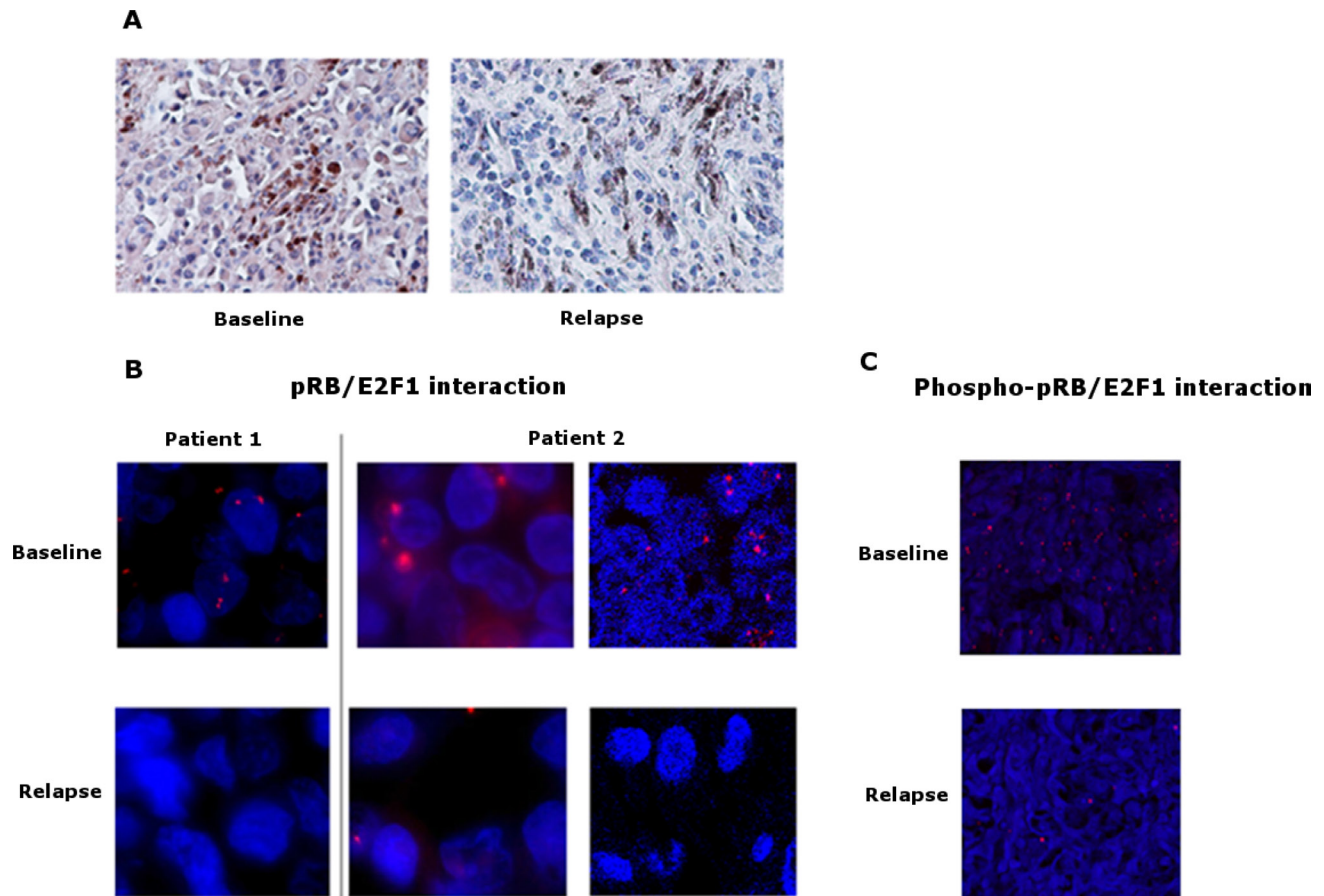 A
Baseline
Relapse
B
pRB/E2F1 interaction
Patient 1
Patient 2
Baseline
Relapse
C
Phospho-pRB/E2F1 interaction
Baseline
Relapse